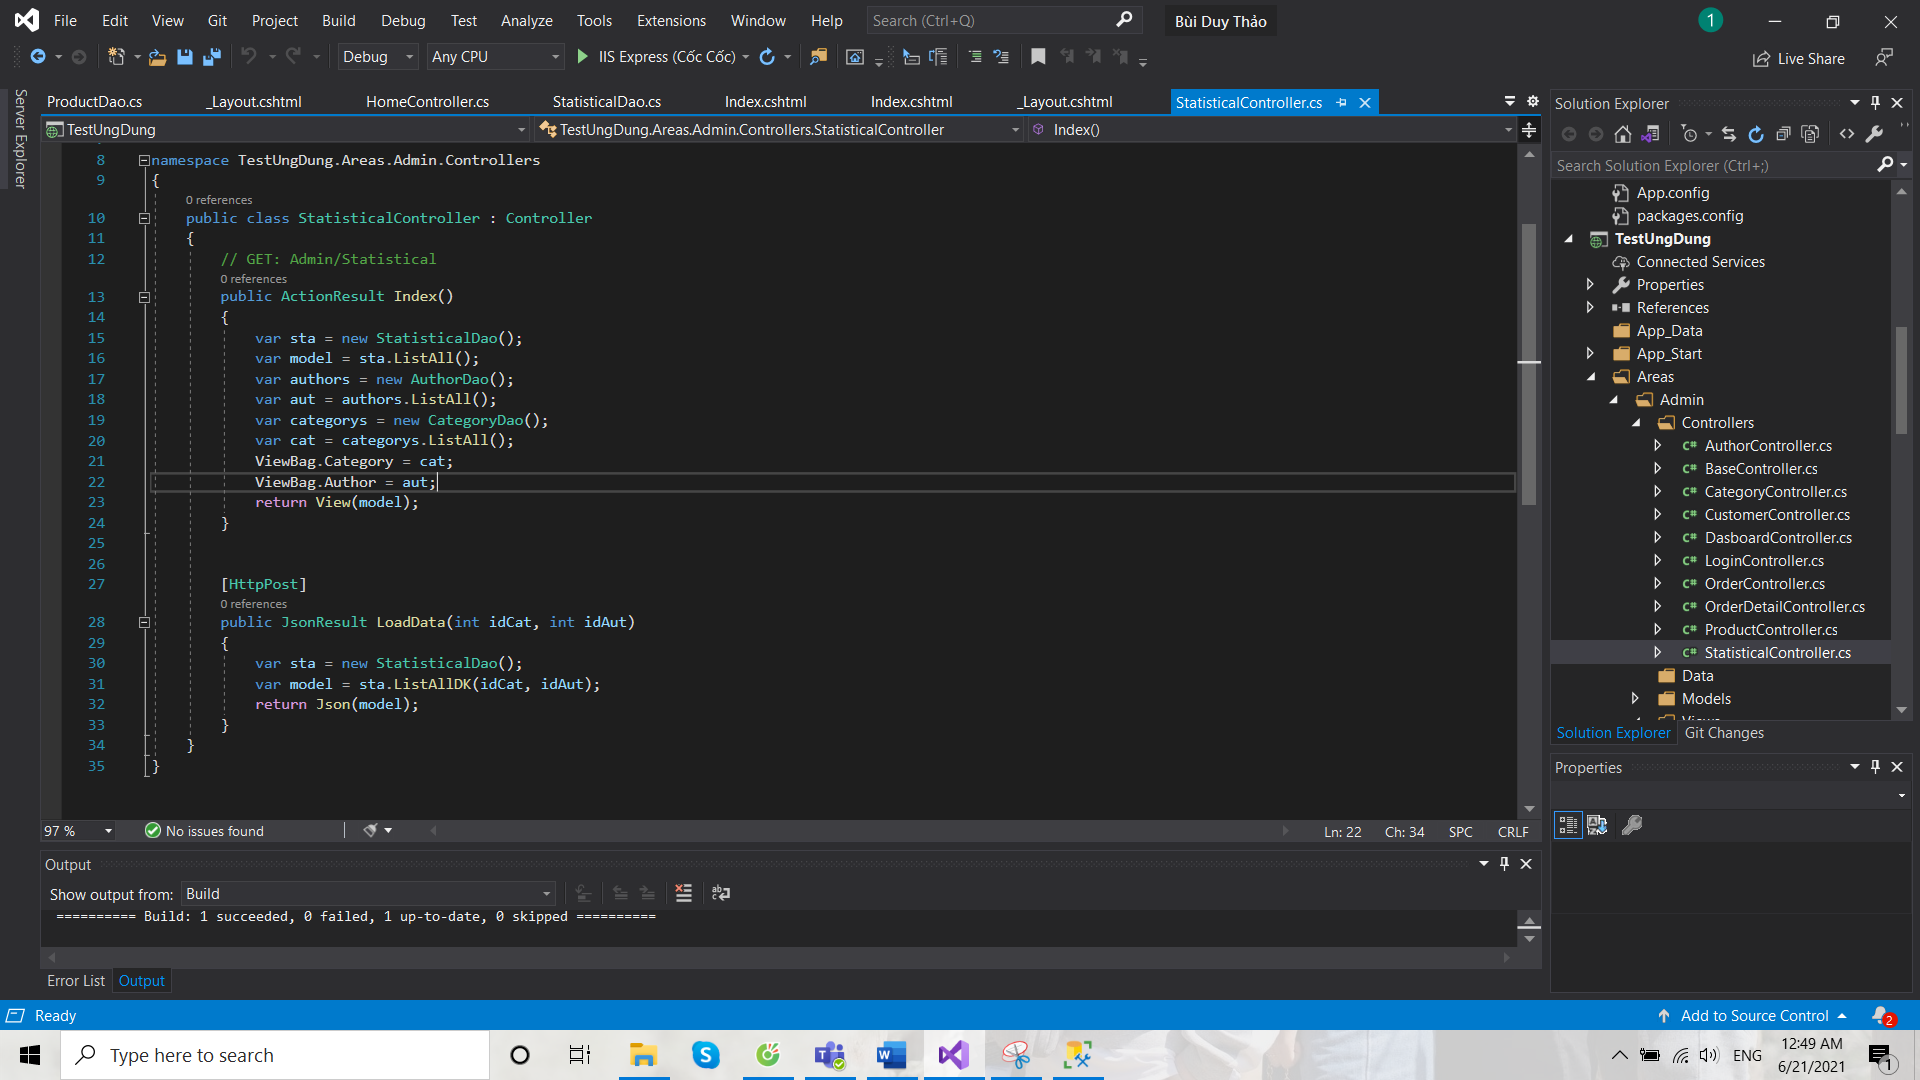 File Edit View Git Project Build Debug Test Analyze Tools Extensions Window Help Search (Ctrl+Q) Bùi Duy Thảo 1
Debug Any CPU IIS Express (Cốc Cốc) Live Share
Server Explorer
ProductDao.cs _Layout.cshtml HomeController.cs StatisticalDao.cs Index.cshtml Index.cshtml _Layout.cshtml StatisticalController.cs
TestUngDung TestUngDung.Areas.Admin.Controllers.StatisticalController Index()
8 namespace TestUngDung.Areas.Admin.Controllers
9 {
0 references
10 public class StatisticalController : Controller
11 {
12 // GET: Admin/Statistical
0 references
13 public ActionResult Index()
14 {
15 var sta = new StatisticalDao();
16 var model = sta.ListAll();
17 var authors = new AuthorDao();
18 var aut = authors.ListAll();
19 var categorys = new CategoryDao();
20 var cat = categorys.ListAll();
21 ViewBag.Category = cat;
22 ViewBag.Author = aut;
23 return View(model);
24 }
25
26
27 [HttpPost]
0 references
28 public JsonResult LoadData(int idCat, int idAut)
29 {
30 var sta = new StatisticalDao();
31 var model = sta.ListAllDK(idCat, idAut);
32 return Json(model);
33 }
34 }
35 }
97 % No issues found Ln: 22 Ch: 34 SPC CRLF
Output
Show output from: Build
========== Build: 1 succeeded, 0 failed, 1 up-to-date, 0 skipped ==========
Error List Output
Solution Explorer
Search Solution Explorer (Ctrl+;)
App.config
packages.config
TestUngDung
Connected Services
Properties
References
App_Data
App_Start
Areas
Admin
Controllers
C# AuthorController.cs
C# BaseController.cs
C# CategoryController.cs
C# CustomerController.cs
C# DasboardController.cs
C# LoginController.cs
C# OrderController.cs
C# OrderDetailController.cs
C# ProductController.cs
C# StatisticalController.cs
Data
Models
Views
Solution Explorer Git Changes
Properties
Ready Add to Source Control 2
Type here to search ENG 12:49 AM
6/21/2021 1